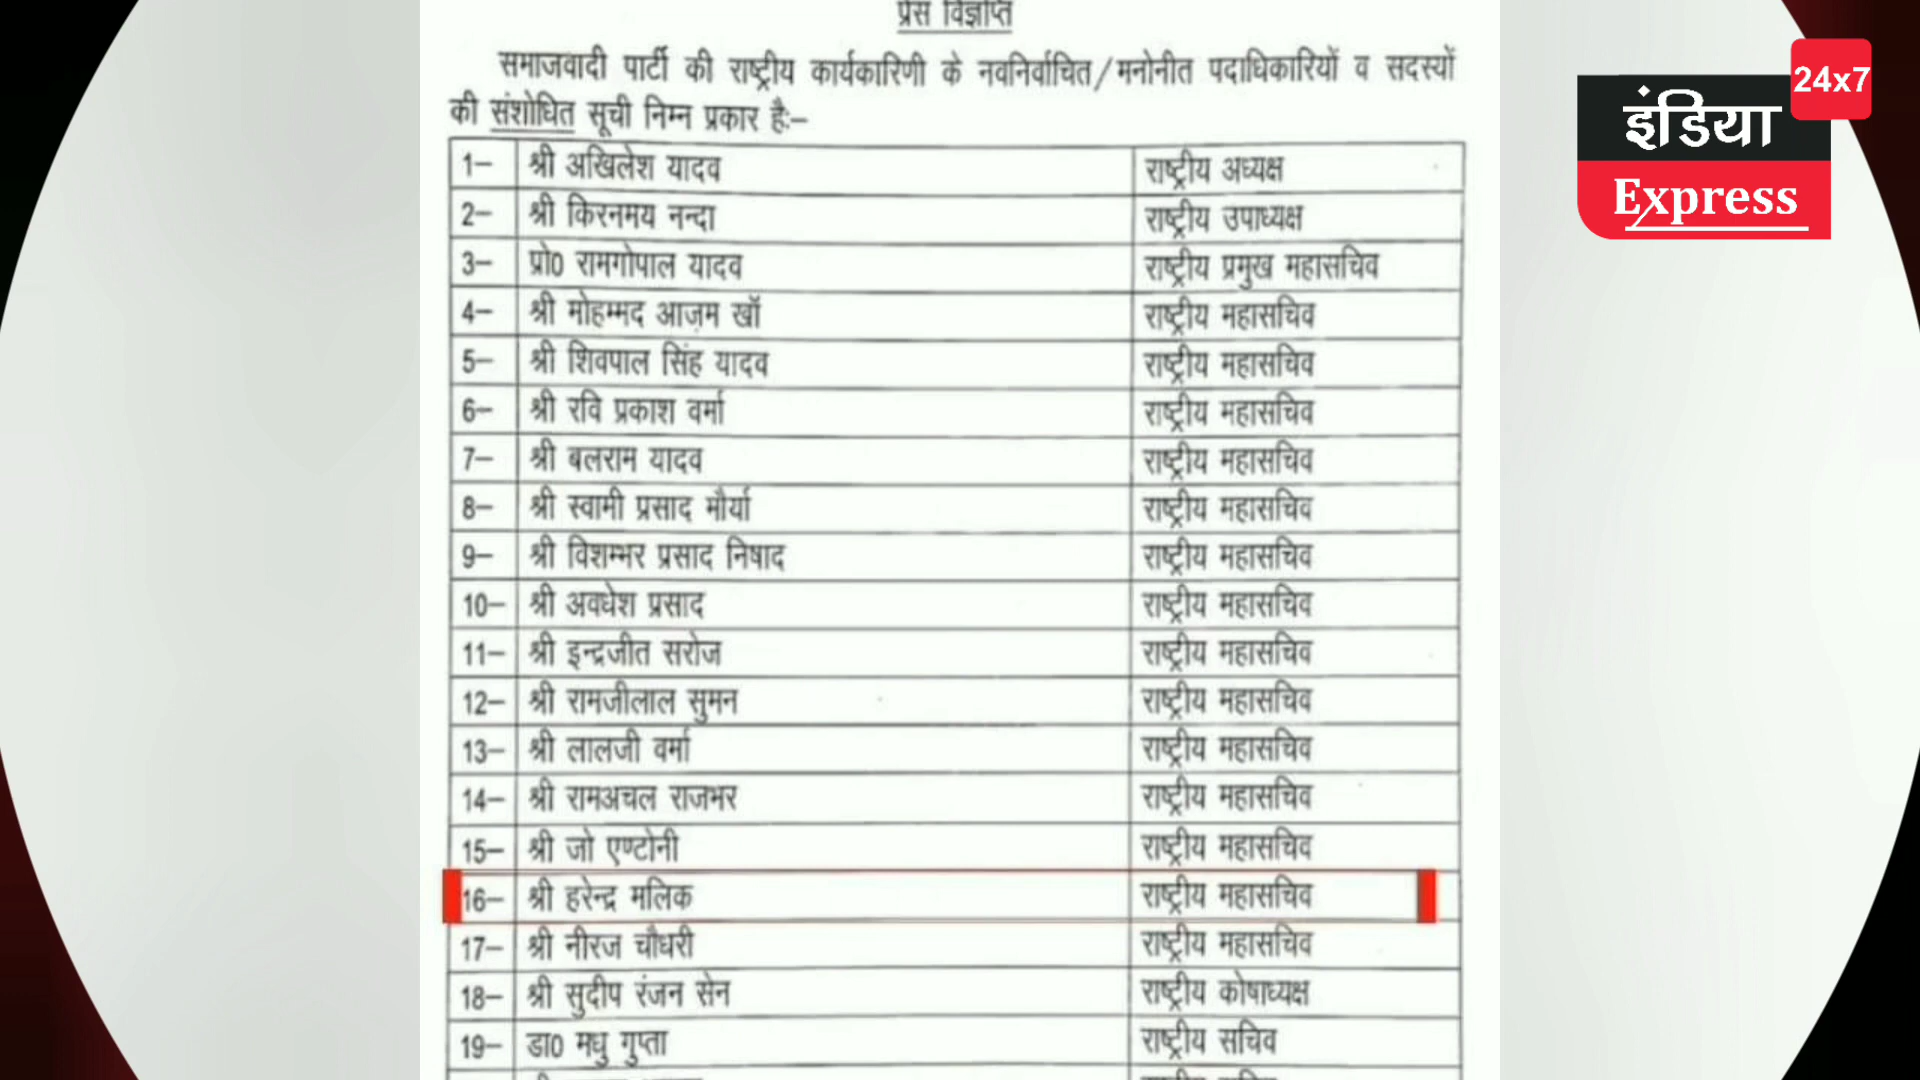 प्रेस विज्ञप्ति
समाजवादी पार्टी की राष्ट्रीय कार्यकारिणी के नवनिर्वाचित/मनोनीत पदाधिकारियों व सदस्यों
की संशोधित सूची निम्न प्रकार है:–
1– श्री अखिलेश यादव राष्ट्रीय अध्यक्ष
2– श्री किरनमय नन्दा राष्ट्रीय उपाध्यक्ष
3– प्रो0 रामगोपाल यादव राष्ट्रीय प्रमुख महासचिव
4– श्री मोहम्मद आज़म खॉ राष्ट्रीय महासचिव
5– श्री शिवपाल सिंह यादव राष्ट्रीय महासचिव
6– श्री रवि प्रकाश वर्मा राष्ट्रीय महासचिव
7– श्री बलराम यादव राष्ट्रीय महासचिव
8– श्री स्वामी प्रसाद मौर्या राष्ट्रीय महासचिव
9– श्री विशम्भर प्रसाद निषाद राष्ट्रीय महासचिव
10– श्री अवधेश प्रसाद राष्ट्रीय महासचिव
11– श्री इन्द्रजीत सरोज राष्ट्रीय महासचिव
12– श्री रामजीलाल सुमन राष्ट्रीय महासचिव
13– श्री लालजी वर्मा राष्ट्रीय महासचिव
14– श्री रामअचल राजभर राष्ट्रीय महासचिव
15– श्री जो एण्टोनी राष्ट्रीय महासचिव
16– श्री हरेन्द्र मलिक राष्ट्रीय महासचिव
17– श्री नीरज चौधरी राष्ट्रीय महासचिव
18– श्री सुदीप रंजन सेन राष्ट्रीय कोषाध्यक्ष
19– डा0 मधु गुप्ता राष्ट्रीय सचिव
24x7
इंडिया
Express